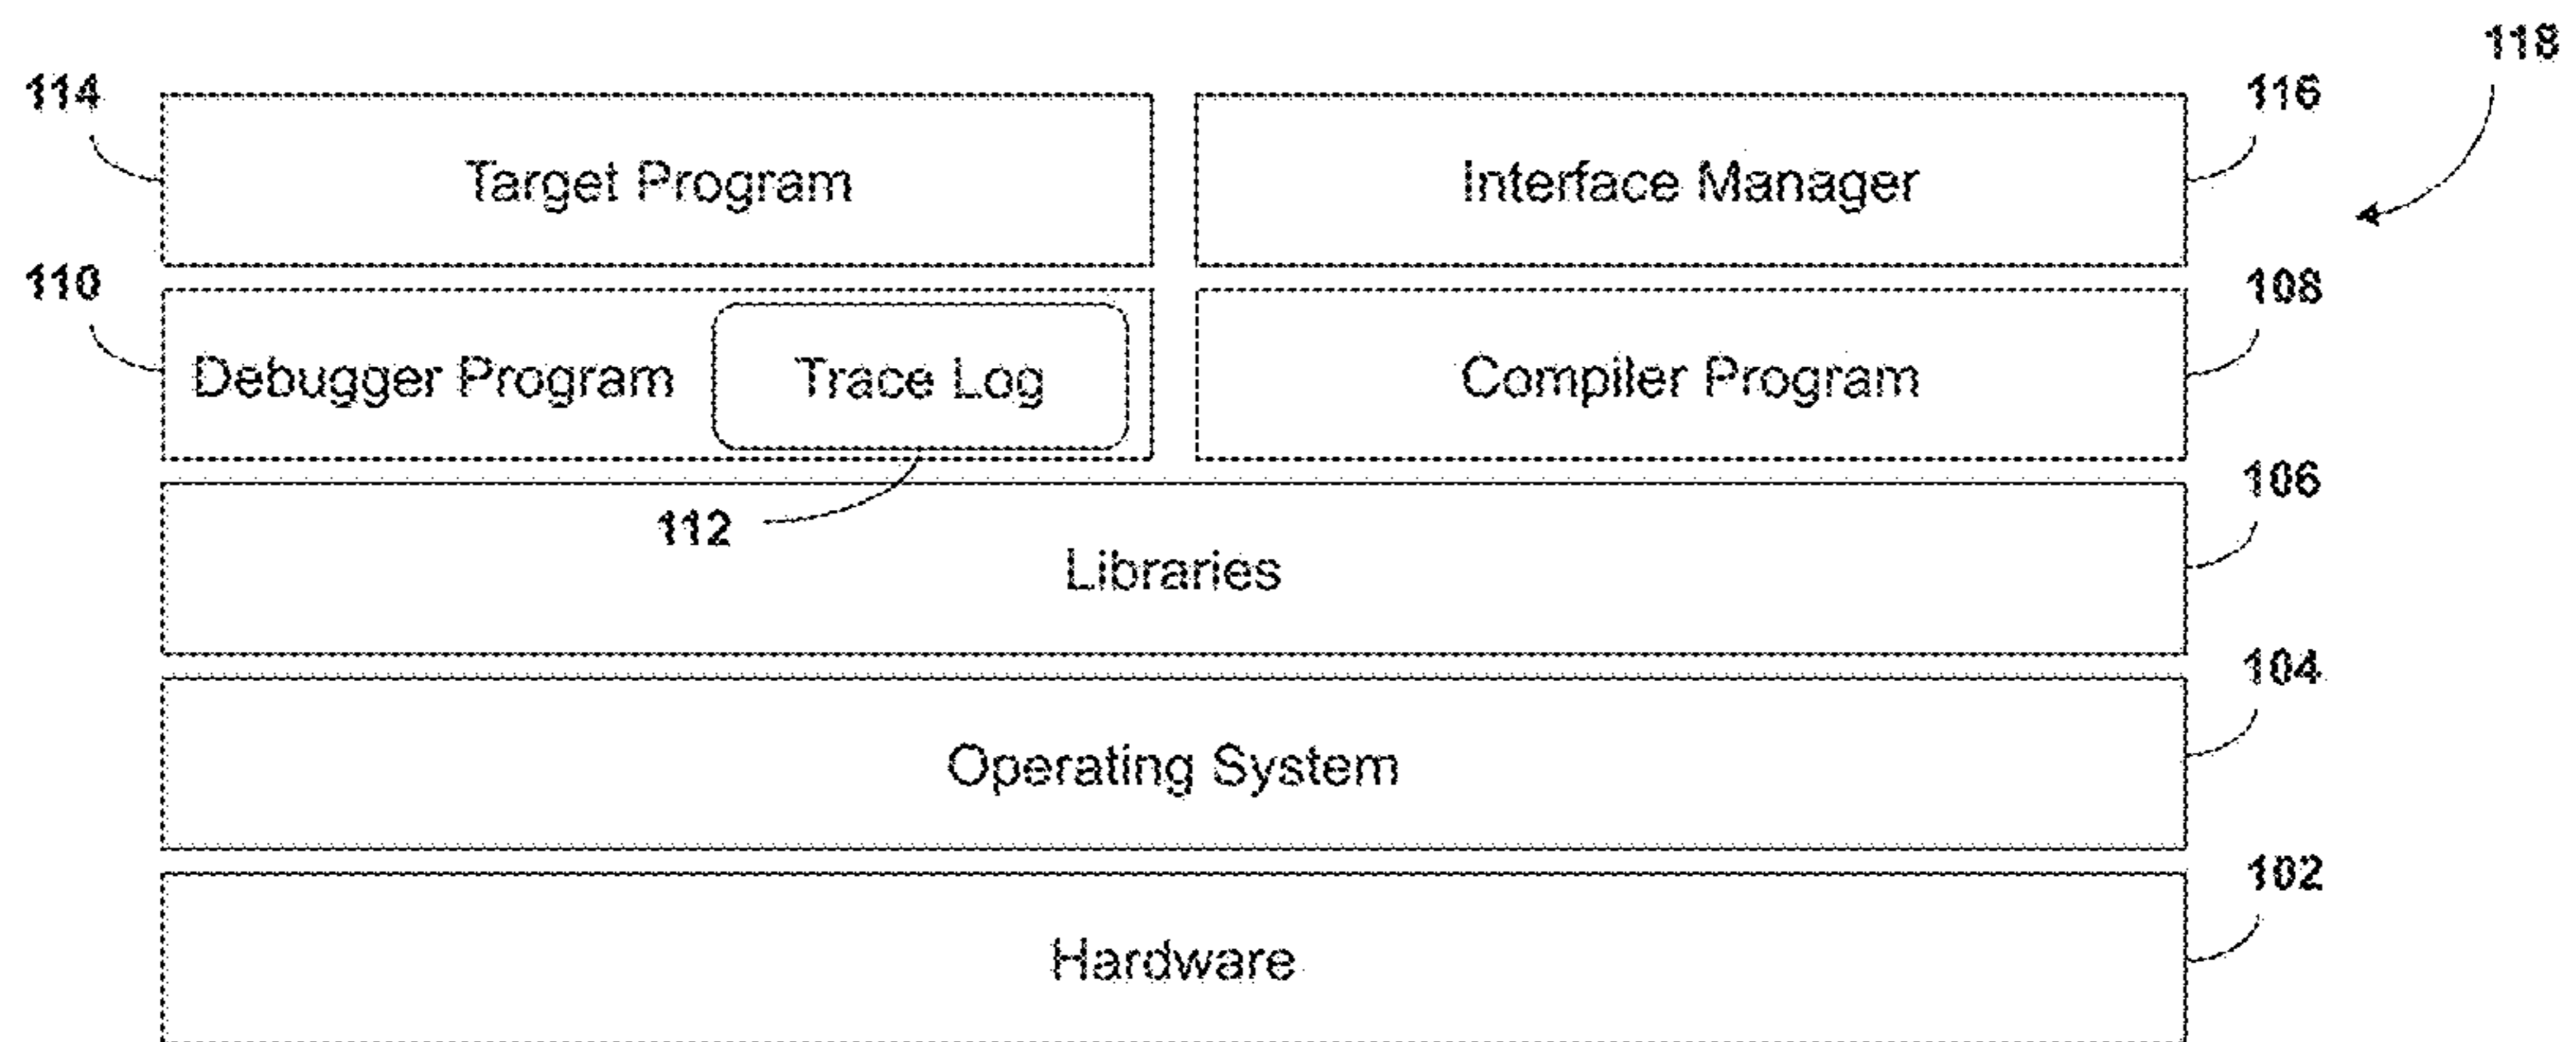 118
114
116
Target Program
Interface Manager
110
108
Debugger Program
Trace Log
Compiler Program
106
112
Libraries
104
Operating System
102
Hardware